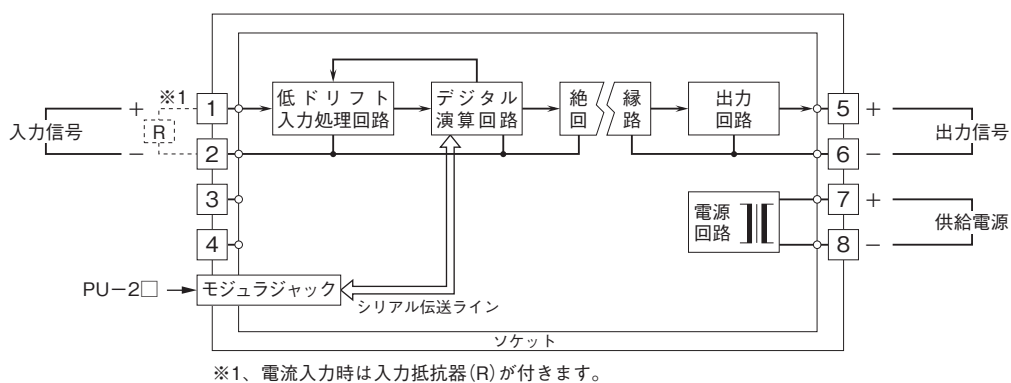 入力信号
+
−
※1
R
1
2
3
4
低ドリフト
入力処理回路
デジタル
演算回路
絶
回
縁
路
出力
回路
5
+
6
−
出力信号
電源
回路
7
+
8
−
供給電源
PU−2□
モジュラジャック
シリアル伝送ライン
ソケット
※1、電流入力時は入力抵抗器(R)が付きます。